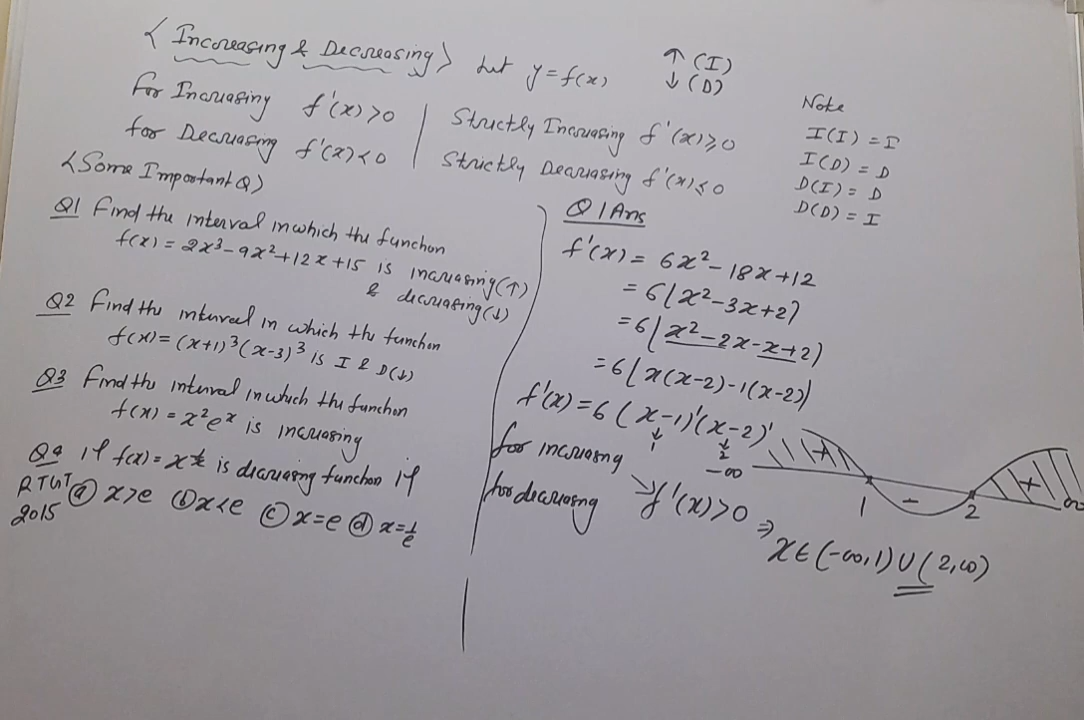 < Increasing & Decreasing > Let y = f(x) ↑ (I)
↓ (D)
for Increasing f'(x) > 0 | Strictly Increasing f'(x) ≥ 0
for Decreasing f'(x) < 0 | Strictly Decreasing f'(x) ≤ 0
Note
I(I) = I
I(D) = D
D(I) = D
D(D) = I
< Some Important Q >
Q1 Find the interval in which the function
f(x) = 2x³ - 9x² + 12x + 15 is increasing (↑)
& decreasing (↓)
Q2 Find the interval in which the function
f(x) = (x+1)³ (x-3)³ is I & D(↓)
Q3 Find the interval in which the function
f(x) = x²eˣ is increasing
Q4 if f(x) = x^(1/x) is decreasing function if
RTGT 2015
(a) x > e (b) x < e (c) x = e (d) x = 1/e
Q1 Ans
f'(x) = 6x² - 18x + 12
= 6(x² - 3x + 2)
= 6(x² - 2x - x + 2)
= 6(x(x-2) - 1(x-2))
f'(x) = 6 (x-1)'(x-2)'
↓ ↓
1 2
for increasing
-∞ + 1 - 2 + ∞
for decreasing
⇒ f'(x) > 0 ⇒
x ∈ (-∞, 1) ∪ (2, ∞)